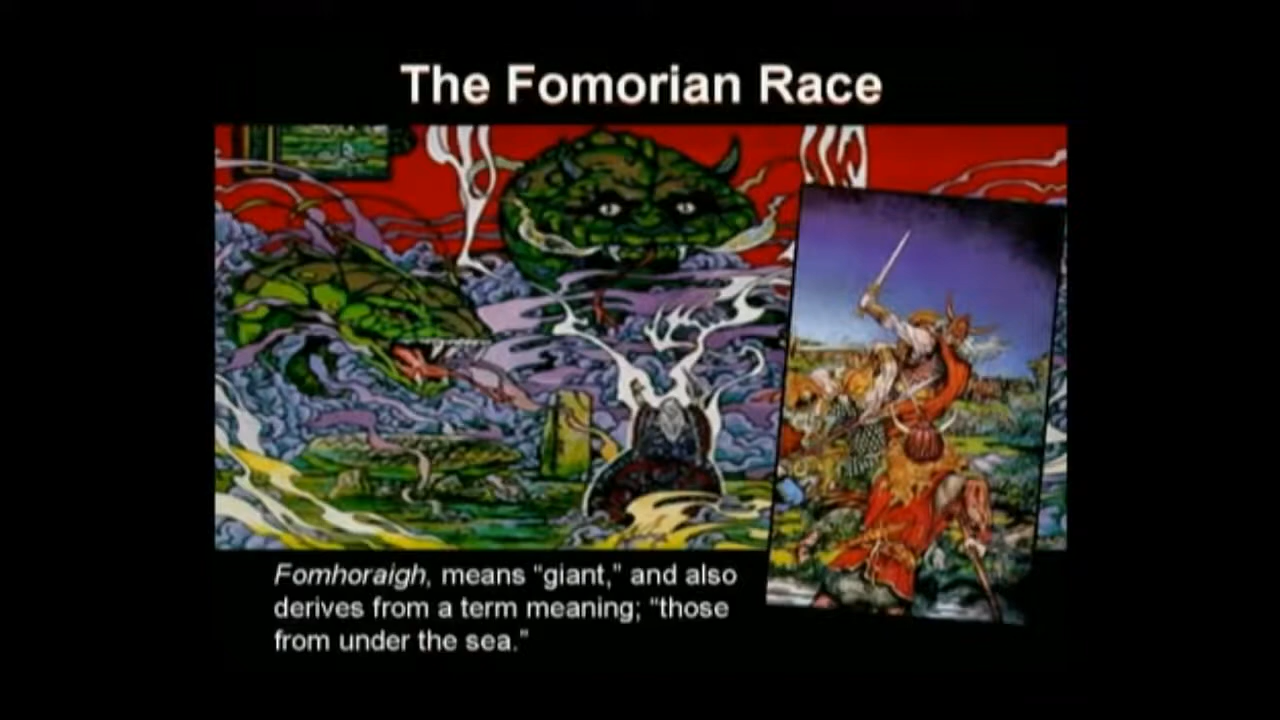 The Fomorian Race
Fomhoraigh, means “giant,” and also
derives from a term meaning; “those
from under the sea.”